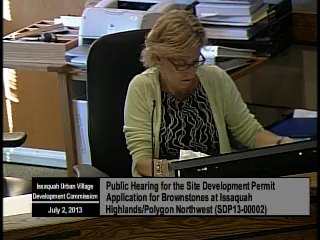 Issaquah Urban Village
Development Commission
July 2, 2013
Public Hearing for the Site Development Permit
Application for Brownstones at Issaquah
Highlands/Polygon Northwest (SDP13-00002)